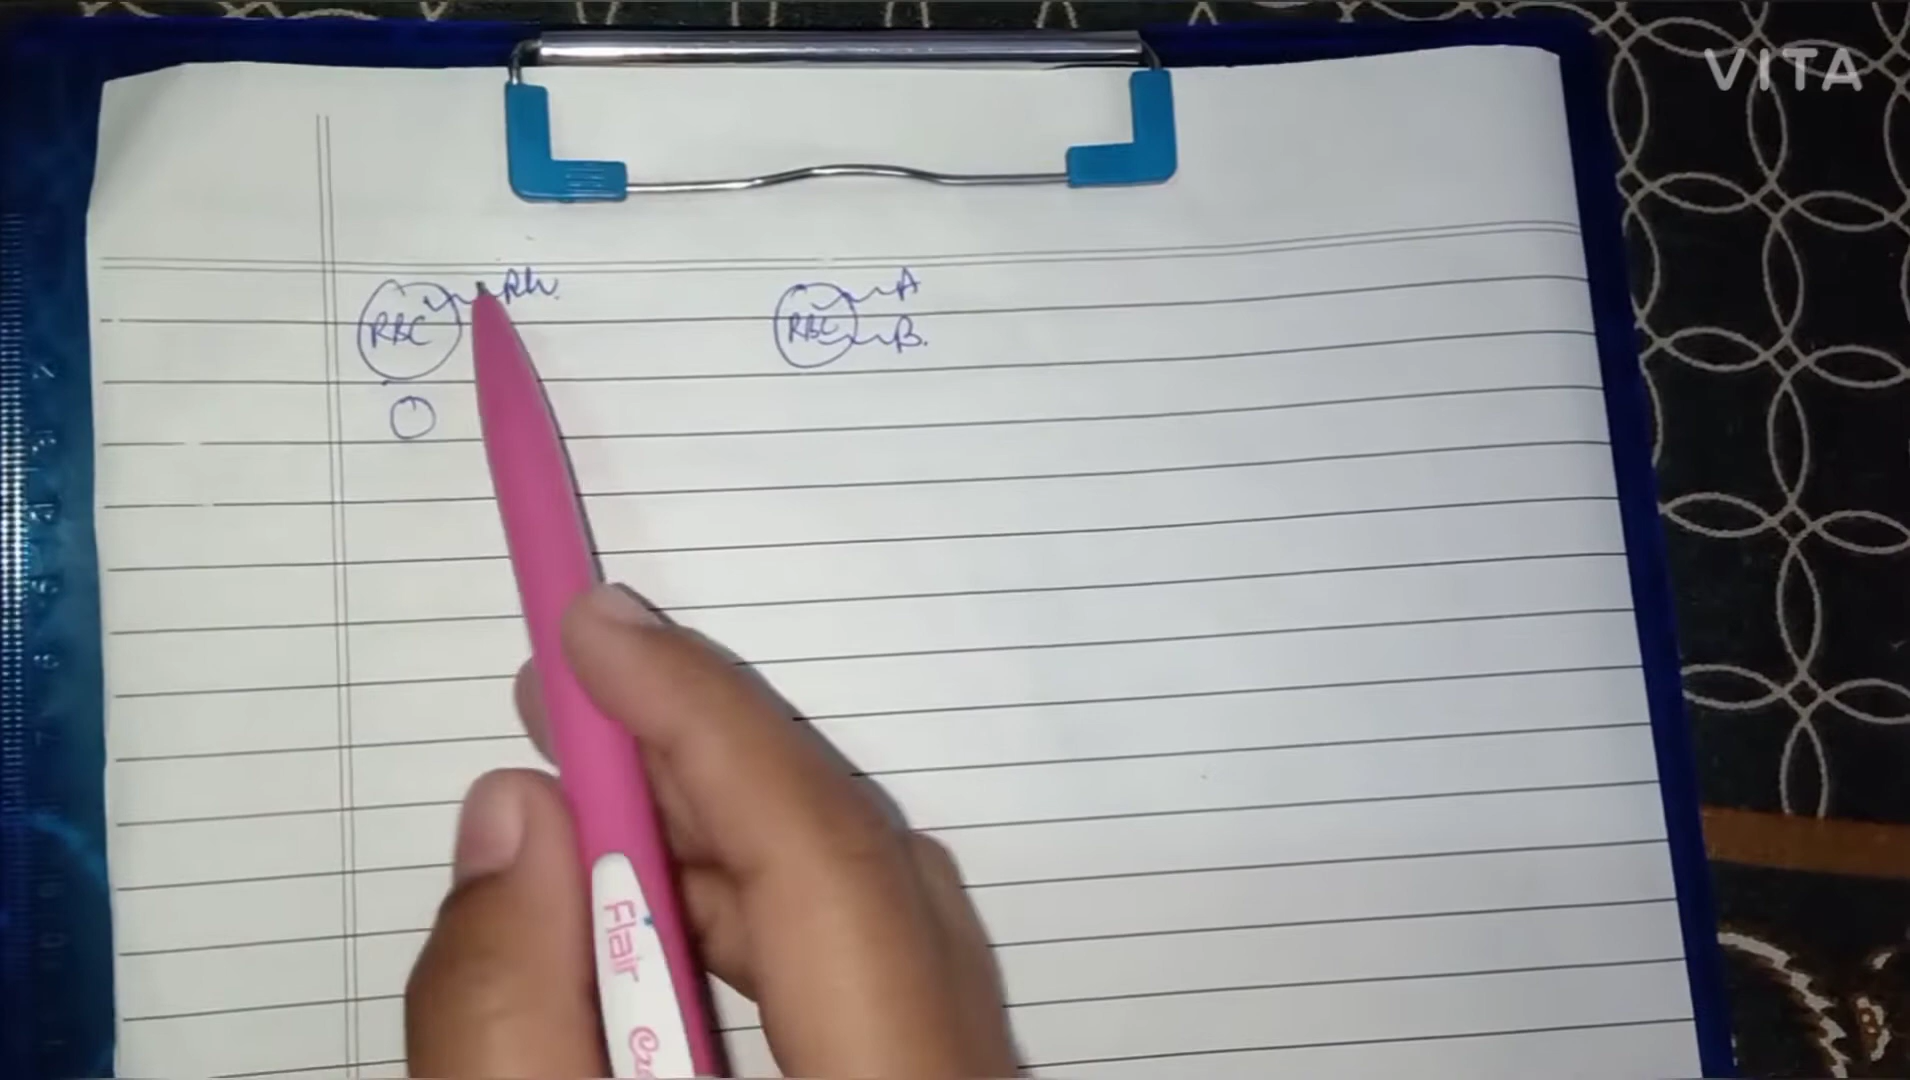 VITA
RBC Rh.
RBC A
B.
Flair